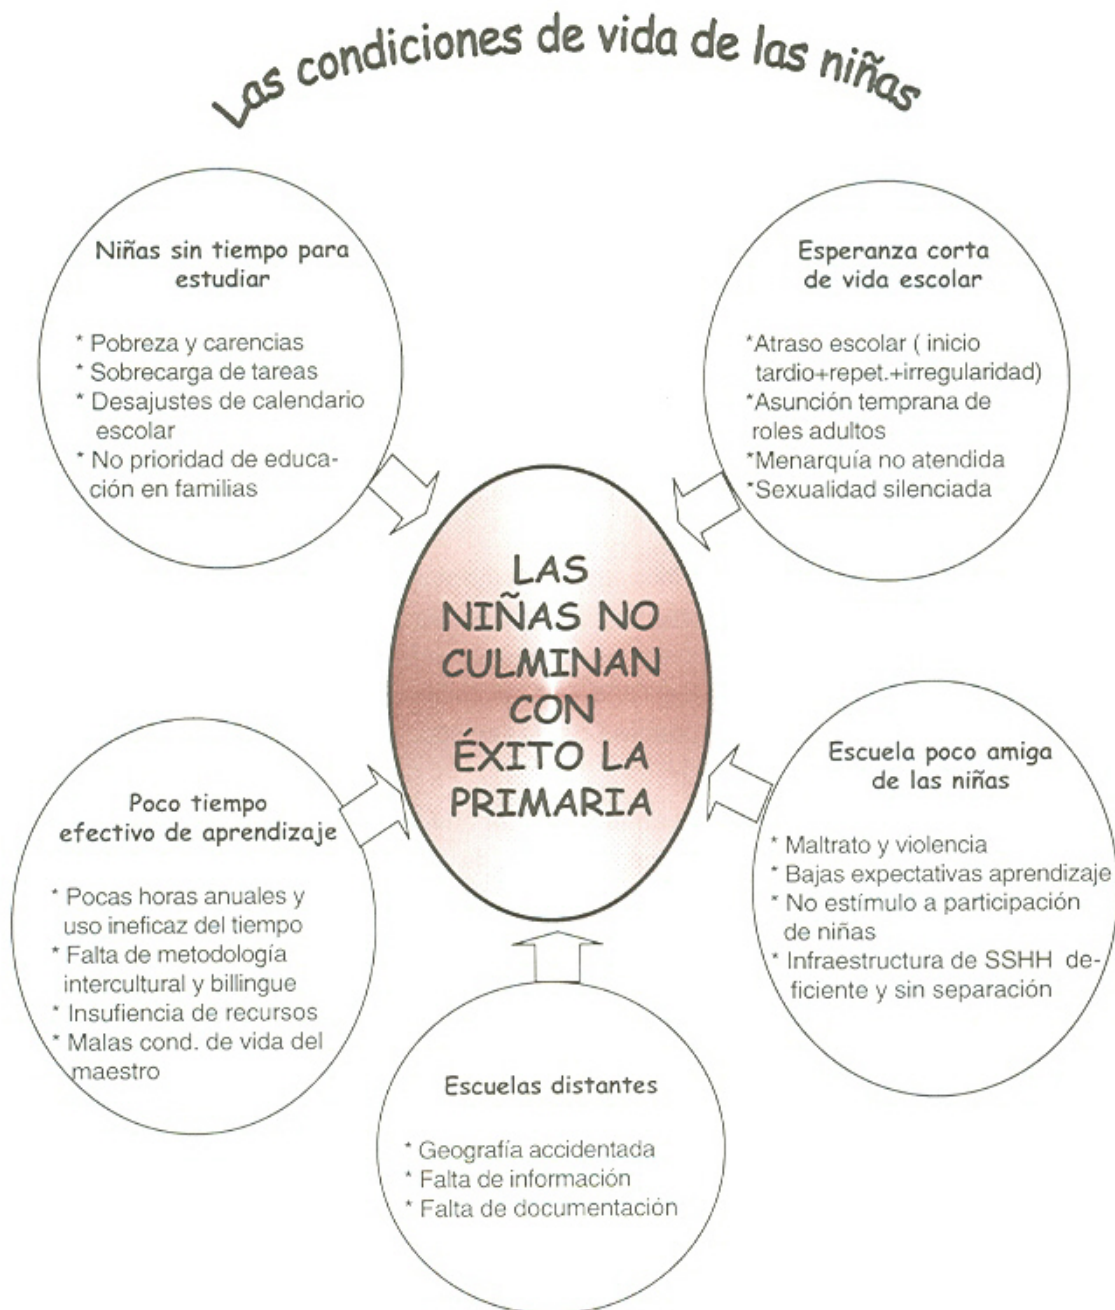 Las condiciones de vida de las niñas
Niñas sin tiempo para
estudiar
* Pobreza y carencias
* Sobrecarga de tareas
* Desajustes de calendario
escolar
* No prioridad de educa-
ción en familias
Esperanza corta
de vida escolar
*Atraso escolar ( inicio
tardio+repet.+irregularidad)
*Asunción temprana de
roles adultos
*Menarquía no atendida
*Sexualidad silenciada
LAS
NIÑAS NO
CULMINAN
CON
ÉXITO LA
PRIMARIA
Poco tiempo
efectivo de aprendizaje
* Pocas horas anuales y
uso ineficaz del tiempo
* Falta de metodología
intercultural y billingue
* Insufiencia de recursos
* Malas cond. de vida del
maestro
Escuela poco amiga
de las niñas
* Maltrato y violencia
* Bajas expectativas aprendizaje
* No estímulo a participación
de niñas
* Infraestructura de SSHH de-
ficiente y sin separación
Escuelas distantes
* Geografía accidentada
* Falta de información
* Falta de documentación